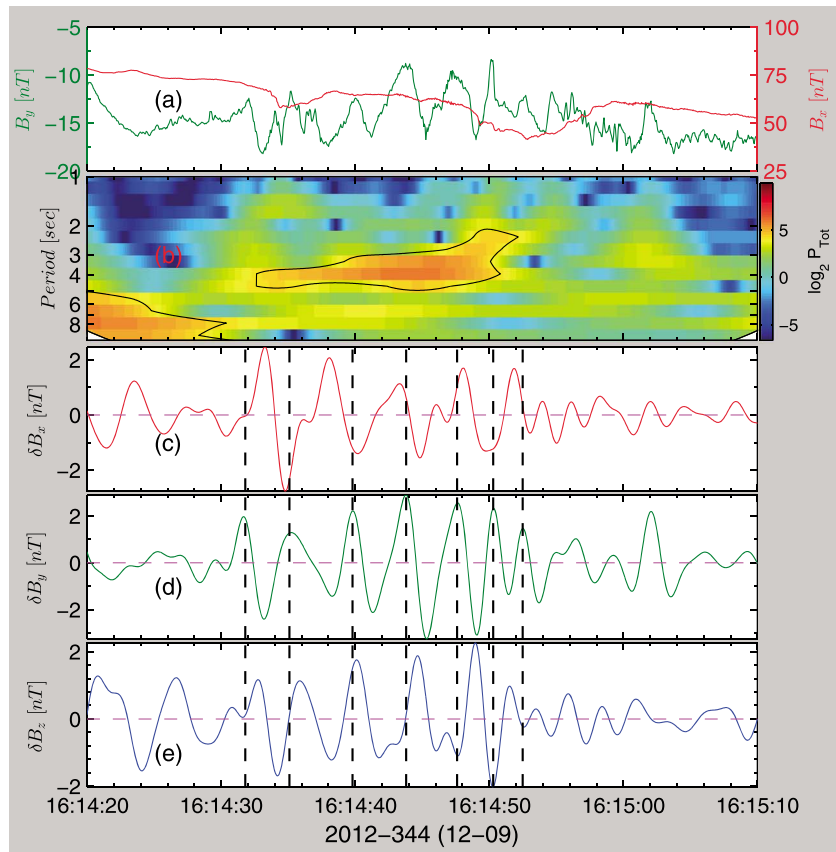 −5
−10
−15
−20
B_y [nT]
(a)
100
75
50
25
B_x [nT]
1
2
3
4
6
8
Period [sec]
(b)
5
0
−5
log₂ P_Tot
2
0
−2
δB_x [nT]
(c)
2
0
−2
δB_y [nT]
(d)
2
0
−2
δB_z [nT]
(e)
16:14:20 16:14:30 16:14:40 16:14:50 16:15:00 16:15:10
2012−344 (12−09)